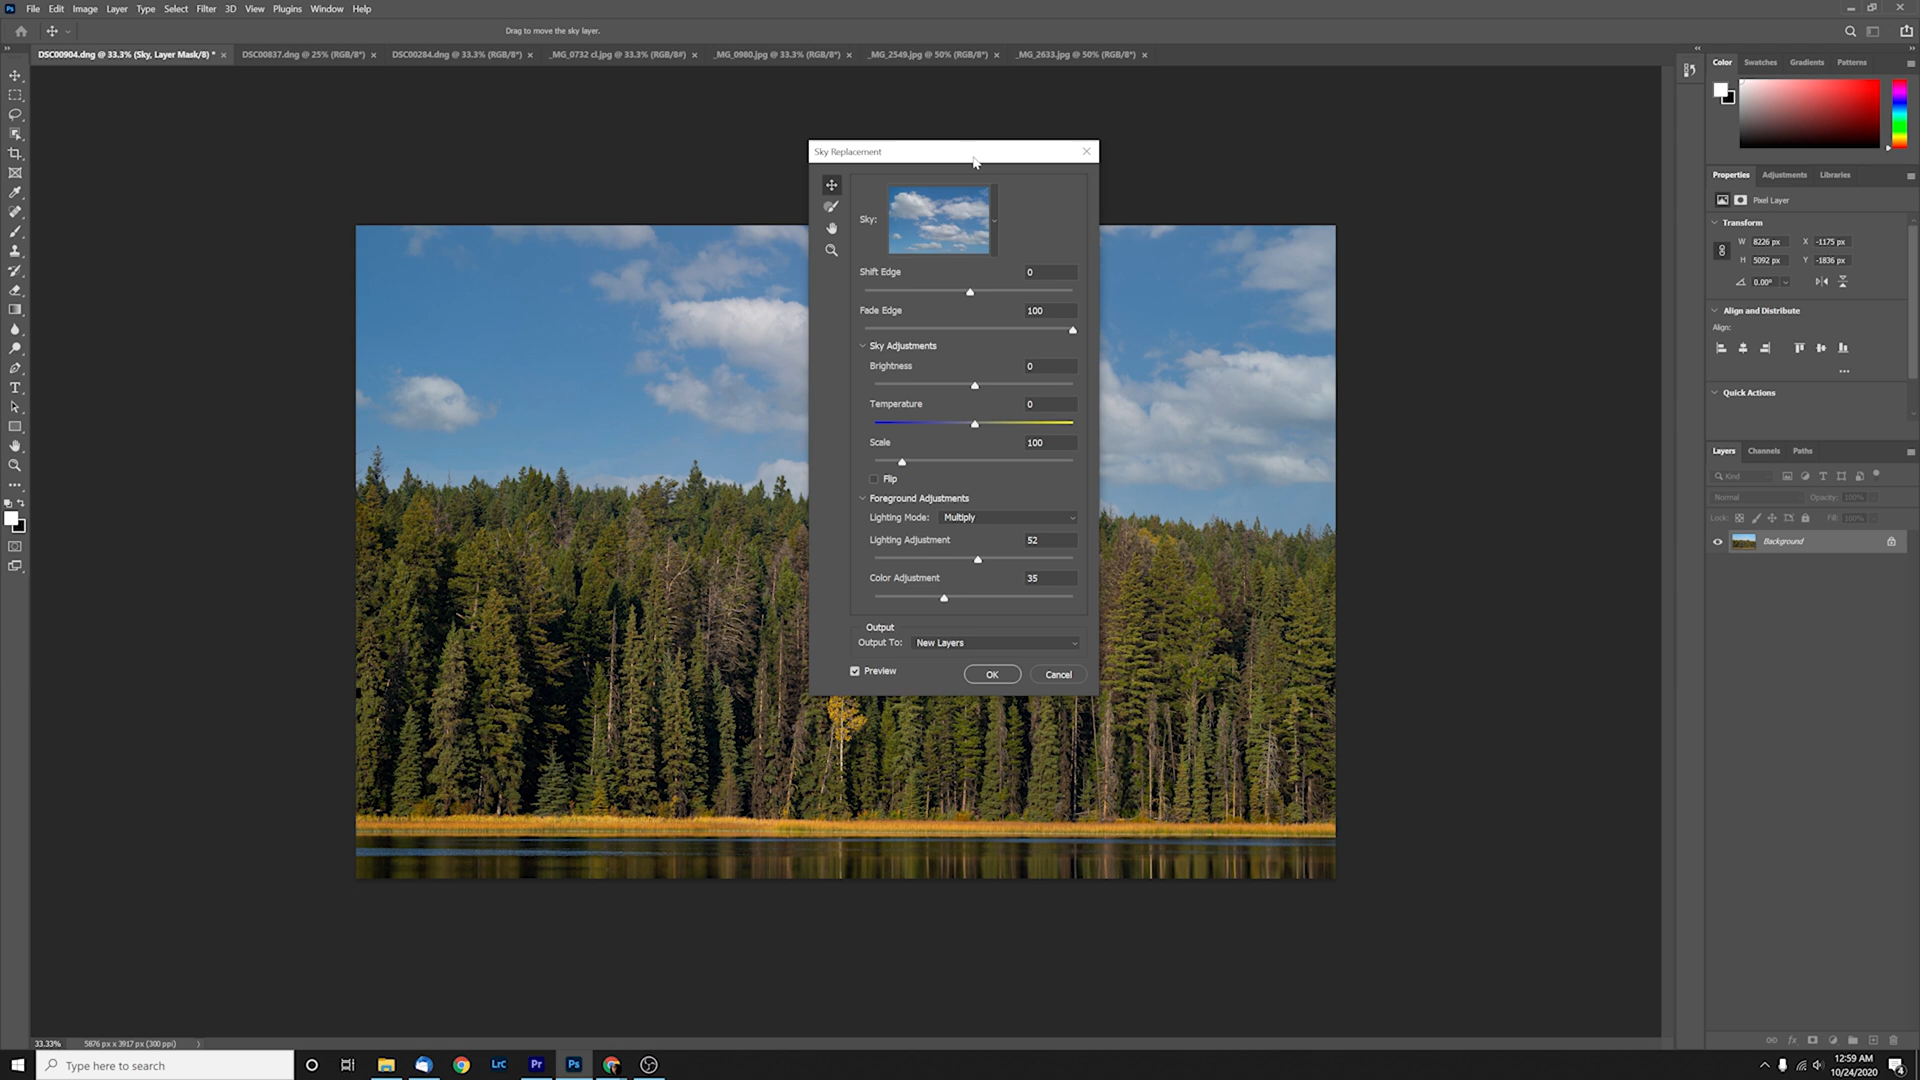 Ps File Edit Image Layer Type Select Filter 3D View Plugins Window Help
Drag to move the sky layer.
DSC00904.dng @ 33.3% (Sky, Layer Mask/8) * DSC00837.dng @ 25% (RGB/8*) DSC00284.dng @ 33.3% (RGB/8*) _MG_0732 cl.jpg @ 33.3% (RGB/8#) _MG_0980.jpg @ 33.3% (RGB/8*) _MG_2549.jpg @ 50% (RGB/8*) _MG_2633.jpg @ 50% (RGB/8*)
Sky Replacement
Sky:
Shift Edge 0
Fade Edge 100
Sky Adjustments
Brightness 0
Temperature 0
Scale 100
Flip
Foreground Adjustments
Lighting Mode: Multiply
Lighting Adjustment 52
Color Adjustment 35
Output
Output To: New Layers
Preview OK Cancel
Color Swatches Gradients Patterns
Properties Adjustments Libraries
Pixel Layer
Transform
W 8226 px X -1175 px
H 5092 px Y -1836 px
0.00°
Align and Distribute
Align:
Quick Actions
Layers Channels Paths
Kind
Normal Opacity: 100%
Lock: Fill: 100%
Background
33.33% 5876 px x 3917 px (300 ppi)
Type here to search
LrC Pr Ps
12:59 AM
10/24/2020
4